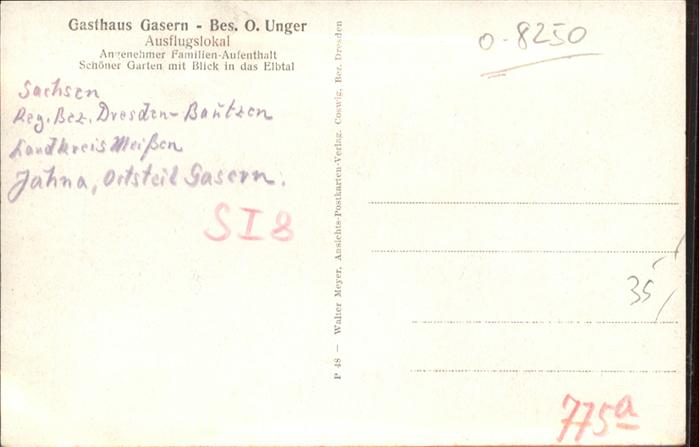 Gasthaus Gasern - Bes. O. Unger
Ausflugslokal
Angenehmer Familien-Aufenthalt
Schöner Garten mit Blick in das Elbtal
o-8250
Sachsen
Reg. Bez. Dresden-Bautzen
Landkreis Meißen
Jahna, Ortsteil Gasern.
SI8
P 48 — Walter Meyer, Ansichts-Postkarten-Verlag, Coswig, Bez. Dresden
35,
775a